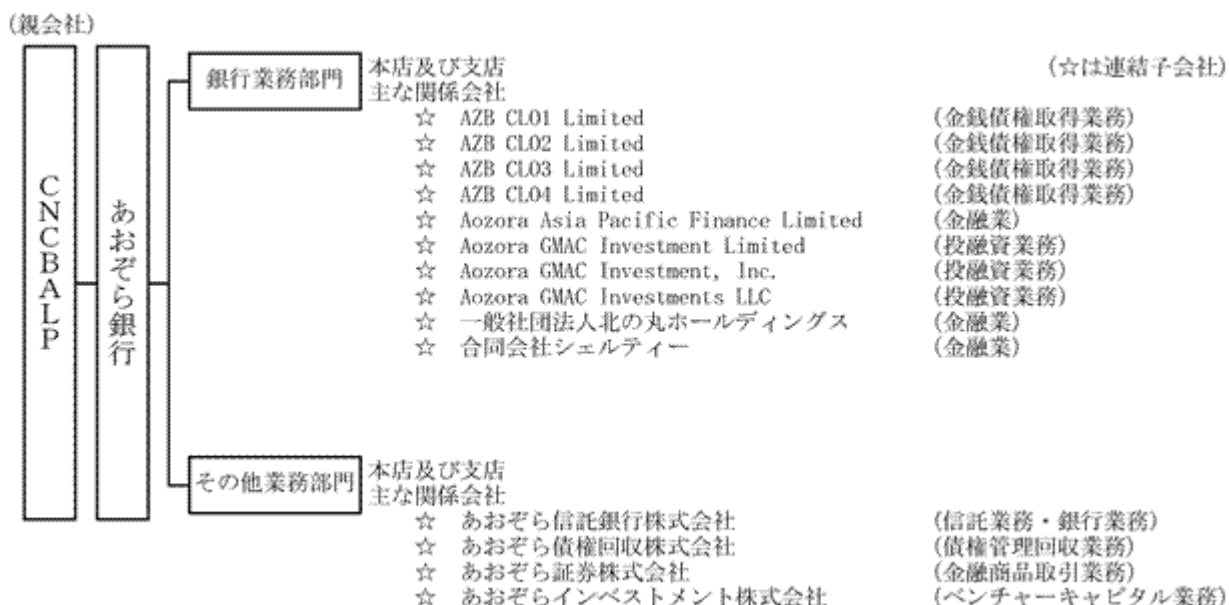 (親会社)
CNCBALP
あおぞら銀行
銀行業務部門
本店及び支店 (☆は連結子会社)
主な関係会社
☆ AZB CLO1 Limited (金銭債権取得業務)
☆ AZB CLO2 Limited (金銭債権取得業務)
☆ AZB CLO3 Limited (金銭債権取得業務)
☆ AZB CLO4 Limited (金銭債権取得業務)
☆ Aozora Asia Pacific Finance Limited (金融業)
☆ Aozora GMAC Investment Limited (投融資業務)
☆ Aozora GMAC Investment, Inc. (投融資業務)
☆ Aozora GMAC Investments LLC (投融資業務)
☆ 一般社団法人北の丸ホールディングス (金融業)
☆ 合同会社シェルティー (金融業)
その他業務部門
本店及び支店
主な関係会社
☆ あおぞら信託銀行株式会社 (信託業務・銀行業務)
☆ あおぞら債権回収株式会社 (債権管理回収業務)
☆ あおぞら証券株式会社 (金融商品取引業務)
☆ あおぞらインベストメント株式会社 (ベンチャーキャピタル業務)